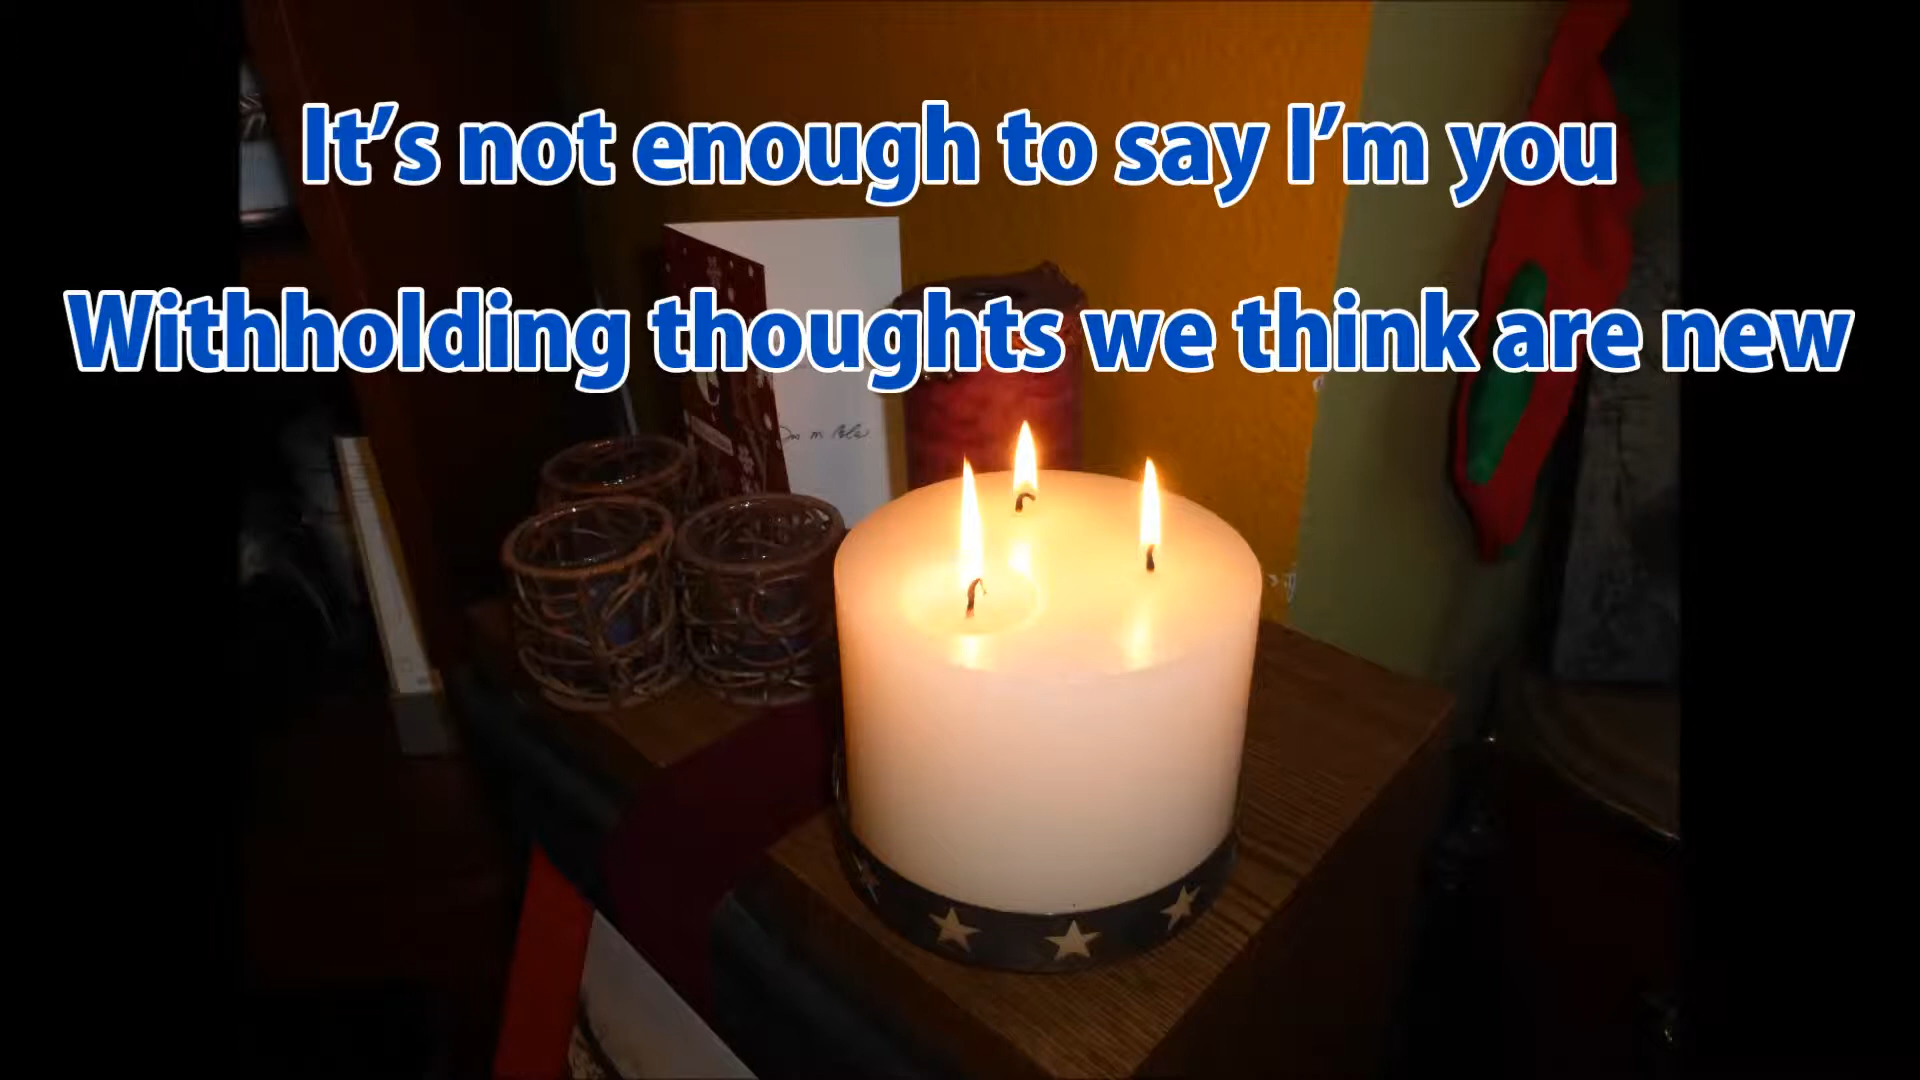 It’s not enough to say I’m you
Withholding thoughts we think are new